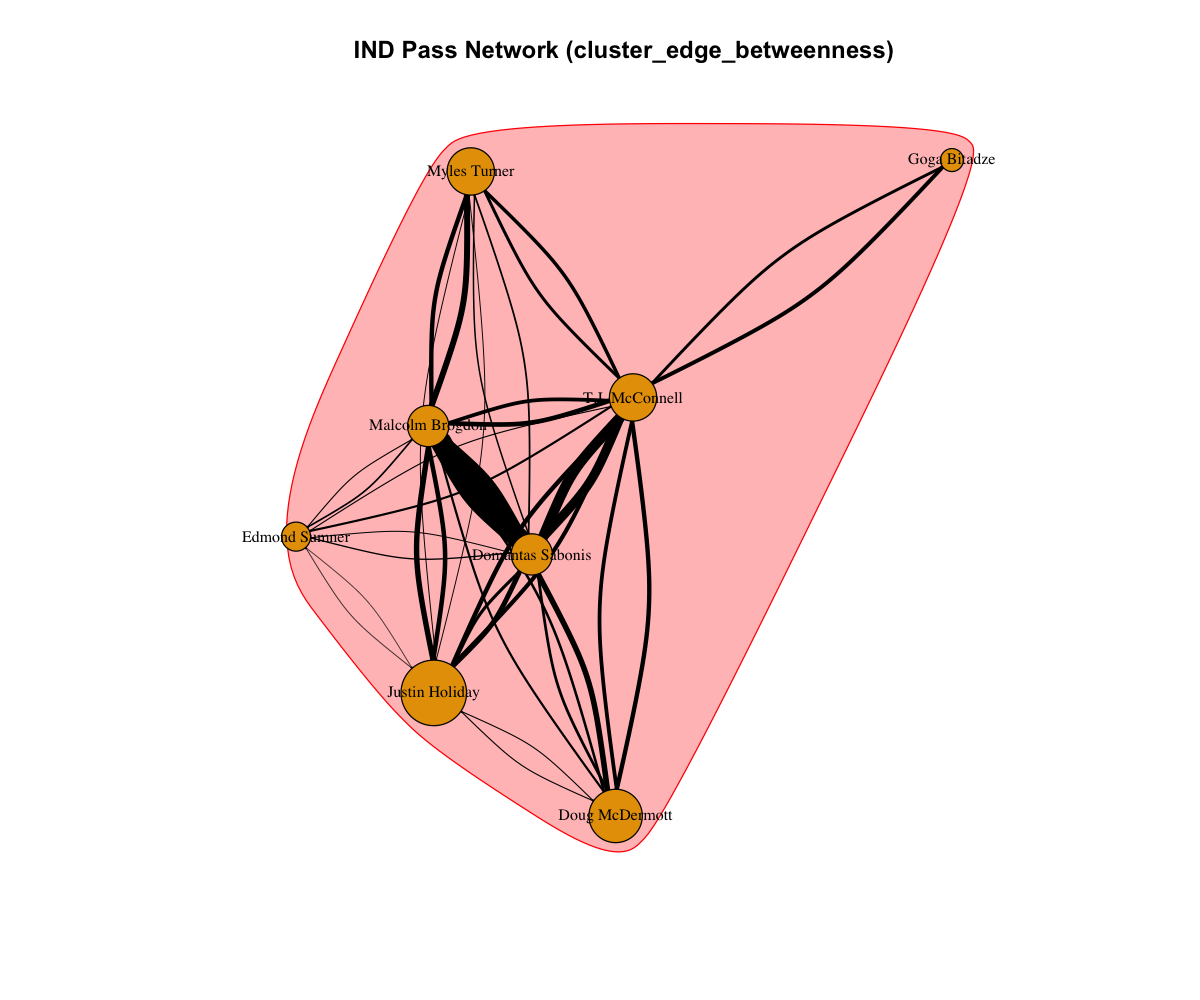 IND Pass Network (cluster_edge_betweenness)
Goga Bitadze
Myles Turner
T.J. McConnell
Malcolm Brogdon
Edmond Sumner
Domantas Sabonis
Justin Holiday
Doug McDermott